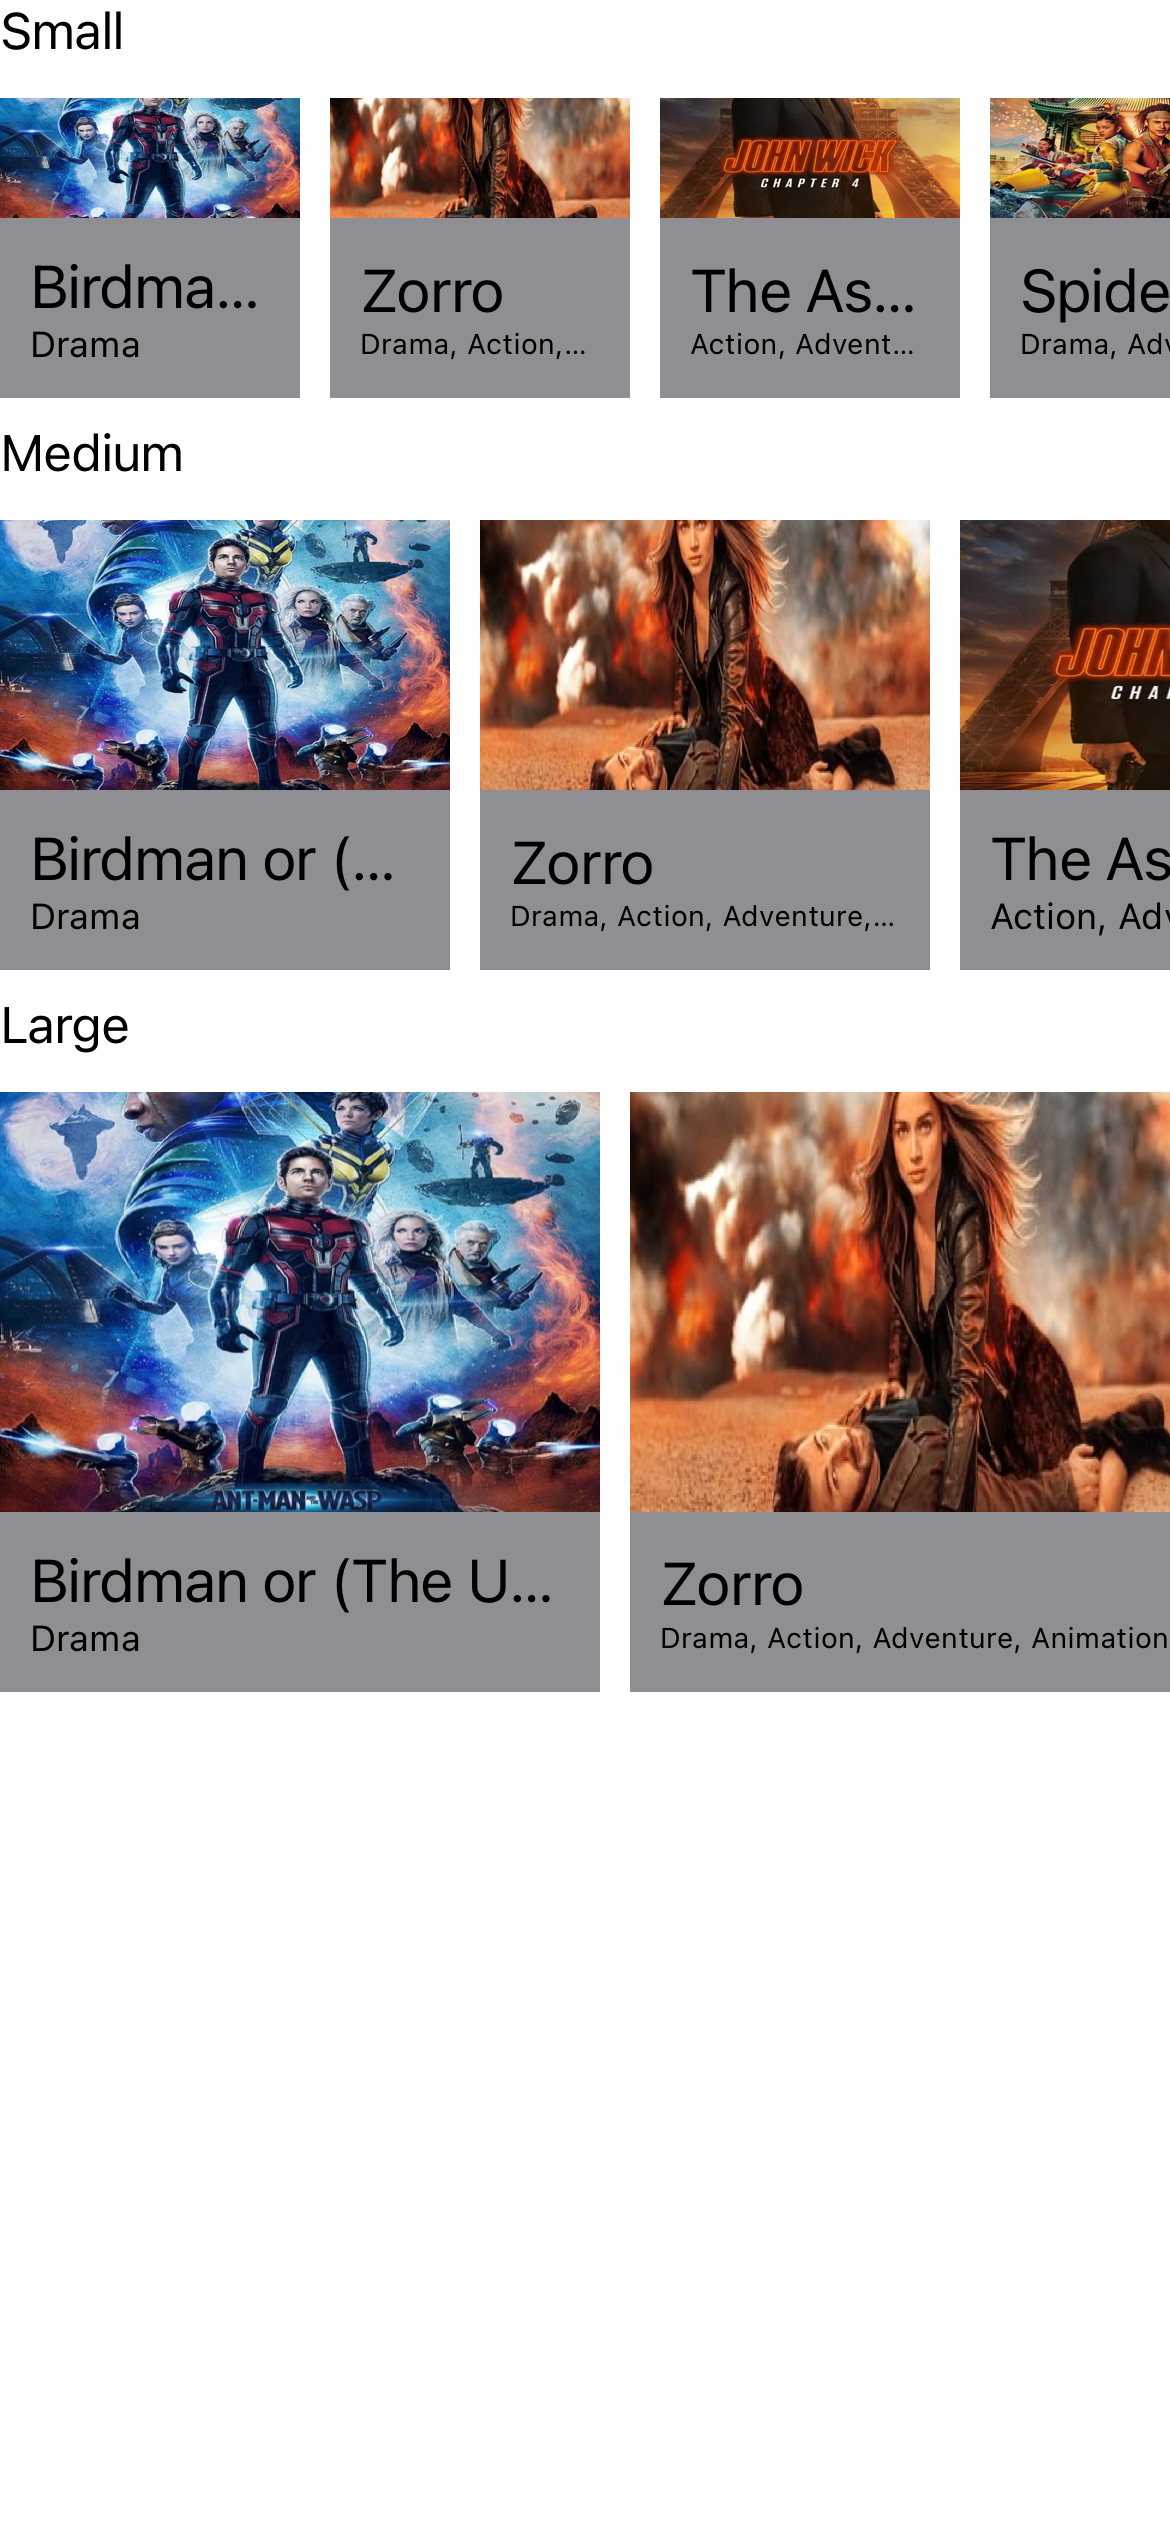 Small
JOHN WICK
CHAPTER 4
Birdma...
Zorro
The As...
Spide
Drama
Drama, Action,...
Action, Advent...
Drama, Adv
Medium
JOHN
CHA
Birdman or (...
Zorro
The As
Drama
Drama, Action, Adventure,...
Action, Adv
Large
ANT-MAN AND THE WASP
Birdman or (The U...
Zorro
Drama
Drama, Action, Adventure, Animation